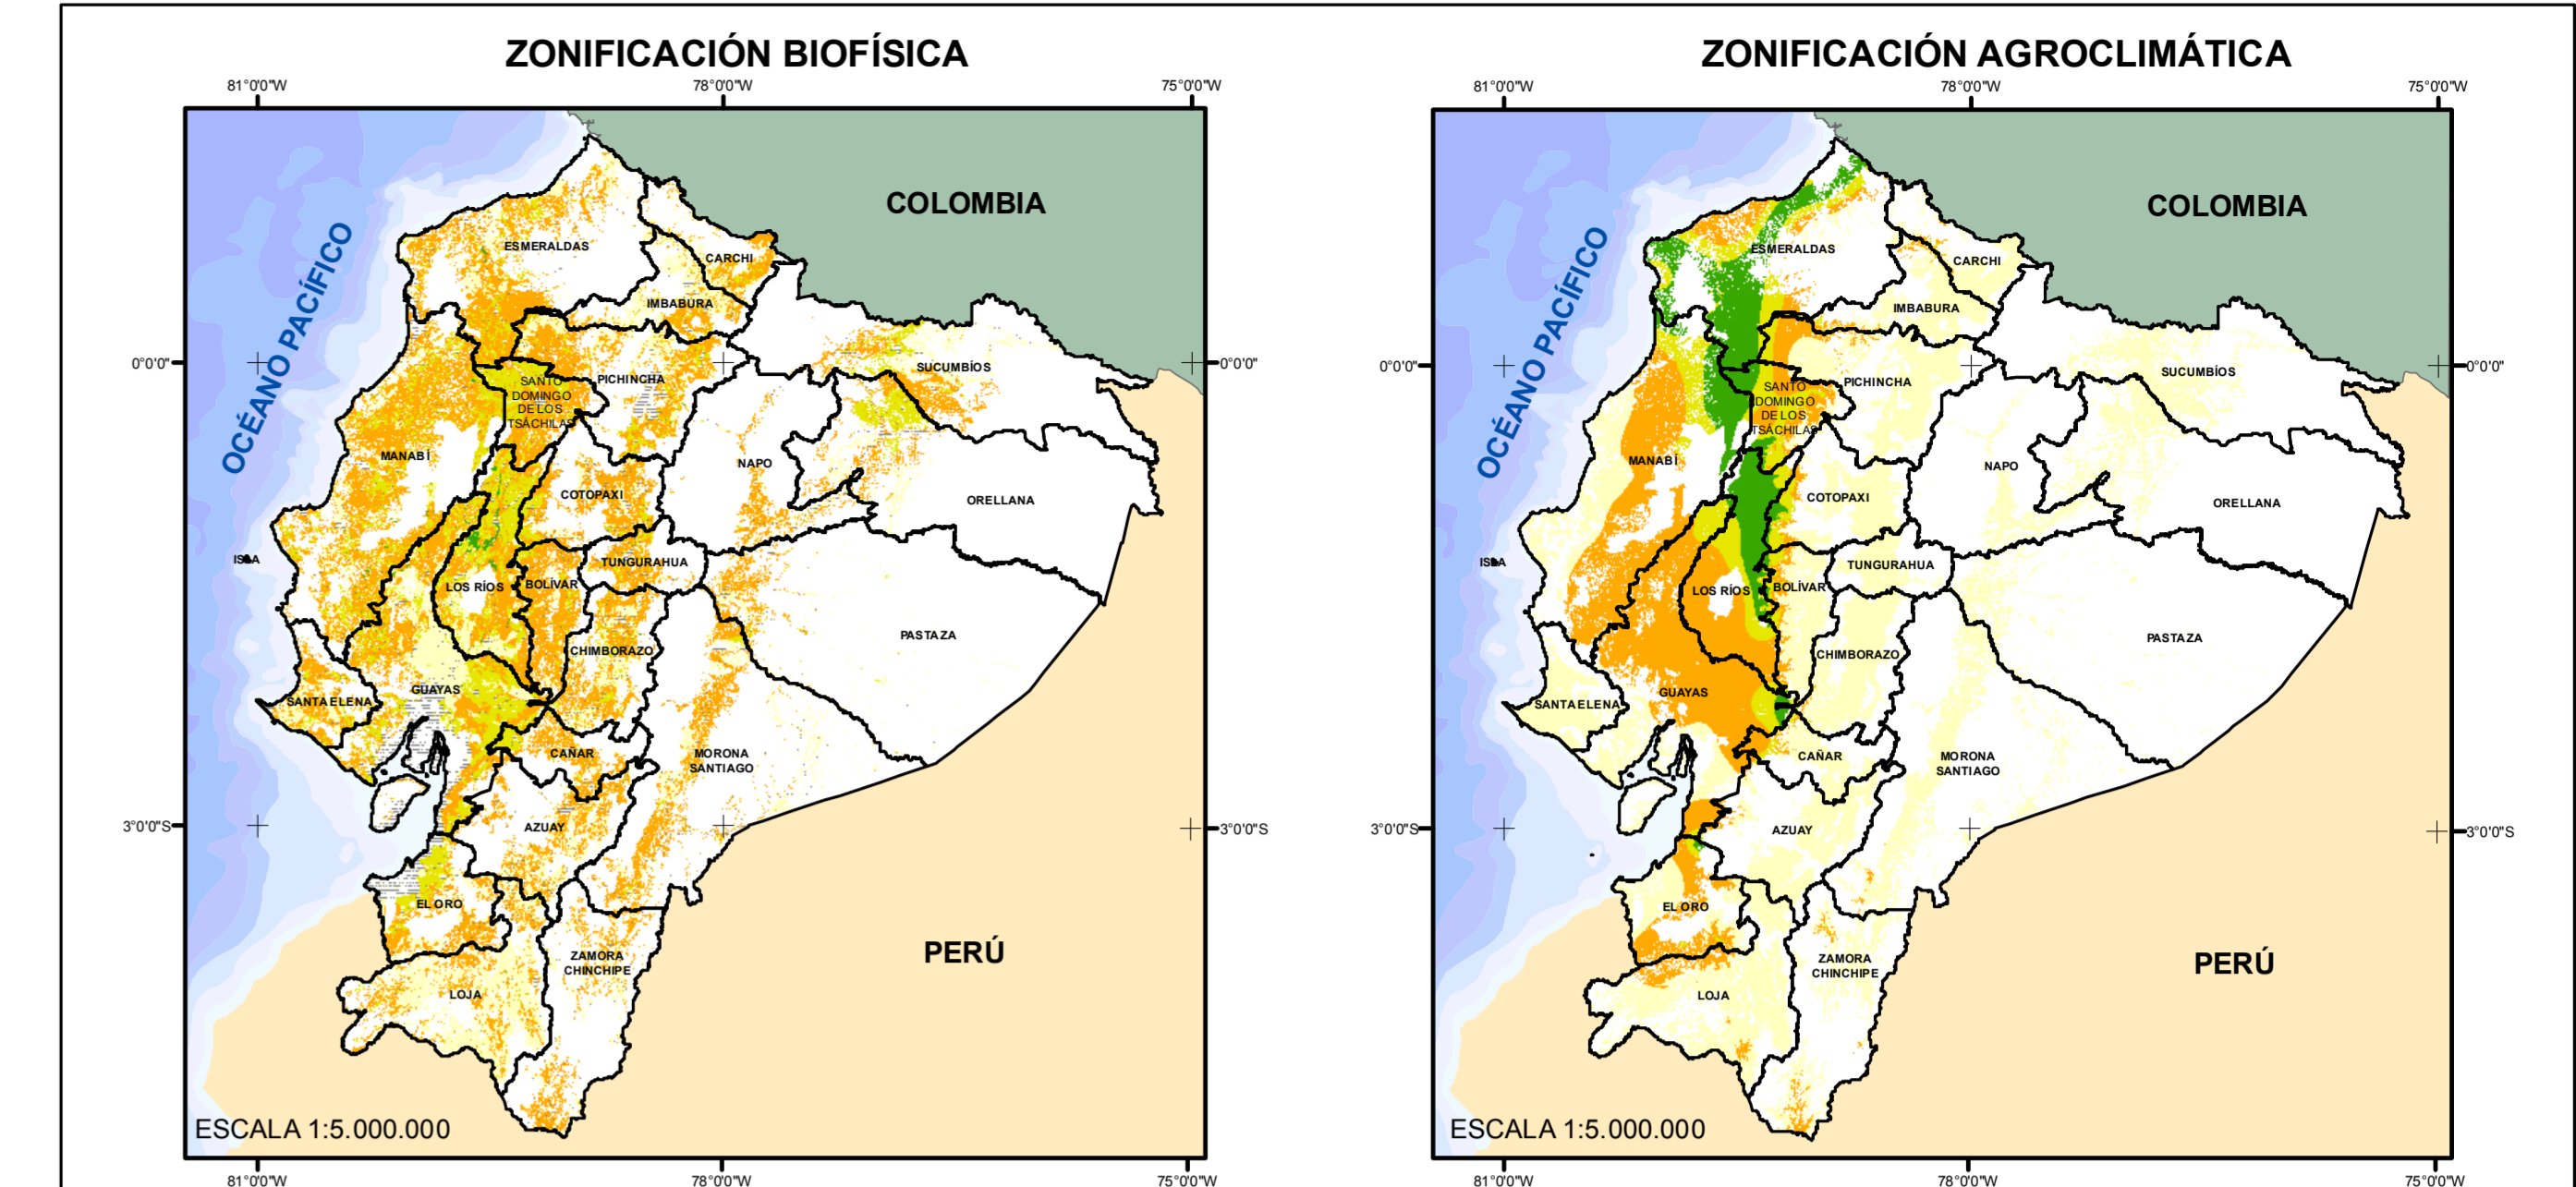 ZONIFICACIÓN BIOFÍSICA
81°0'0"W
78°0'0"W
75°0'0"W
COLOMBIA
OCÉANO PACÍFICO
ESMERALDAS
CARCHI
IMBABURA
0°0'0"
0°0'0"
SUCUMBÍOS
PICHINCHA
SANTO
DOMINGO
DE LOS
TSÁCHILAS
MANABÍ
NAPO
COTOPAXI
ORELLANA
ISLA
TUNGURAHUA
LOS RÍOS
BOLÍVAR
PASTAZA
CHIMBORAZO
GUAYAS
SANTA ELENA
CAÑAR
MORONA
SANTIAGO
3°0'0"S
3°0'0"S
AZUAY
EL ORO
PERÚ
ZAMORA
CHINCHIPE
LOJA
ESCALA 1:5.000.000
81°0'0"W
78°0'0"W
75°0'0"W
ZONIFICACIÓN AGROCLIMÁTICA
81°0'0"W
78°0'0"W
75°0'0"W
COLOMBIA
OCÉANO PACÍFICO
ESMERALDAS
CARCHI
IMBABURA
0°0'0"
0°0'0"
SUCUMBÍOS
PICHINCHA
SANTO
DOMINGO
DE LOS
TSÁCHILAS
MANABÍ
NAPO
COTOPAXI
ORELLANA
ISLA
TUNGURAHUA
LOS RÍOS
BOLÍVAR
PASTAZA
CHIMBORAZO
GUAYAS
SANTA ELENA
CAÑAR
MORONA
SANTIAGO
3°0'0"S
3°0'0"S
AZUAY
EL ORO
PERÚ
ZAMORA
CHINCHIPE
LOJA
ESCALA 1:5.000.000
81°0'0"W
78°0'0"W
75°0'0"W